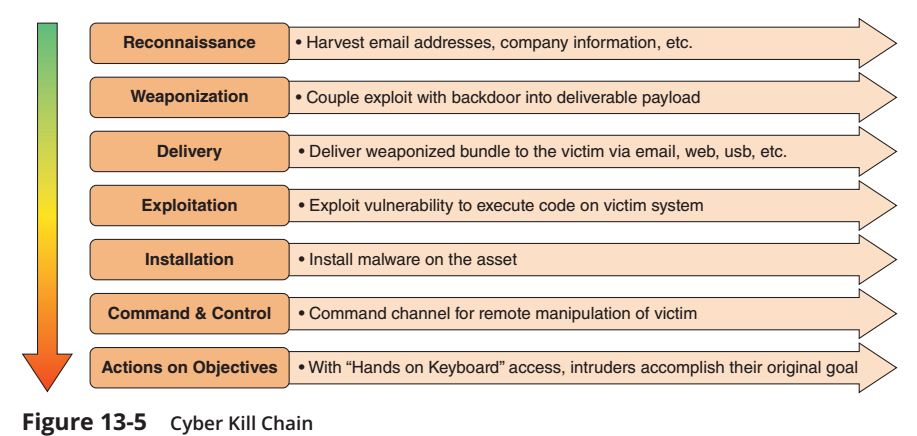 Reconnaissance • Harvest email addresses, company information, etc.
Weaponization • Couple exploit with backdoor into deliverable payload
Delivery • Deliver weaponized bundle to the victim via email, web, usb, etc.
Exploitation • Exploit vulnerability to execute code on victim system
Installation • Install malware on the asset
Command & Control • Command channel for remote manipulation of victim
Actions on Objectives • With “Hands on Keyboard” access, intruders accomplish their original goal
Figure 13-5 Cyber Kill Chain